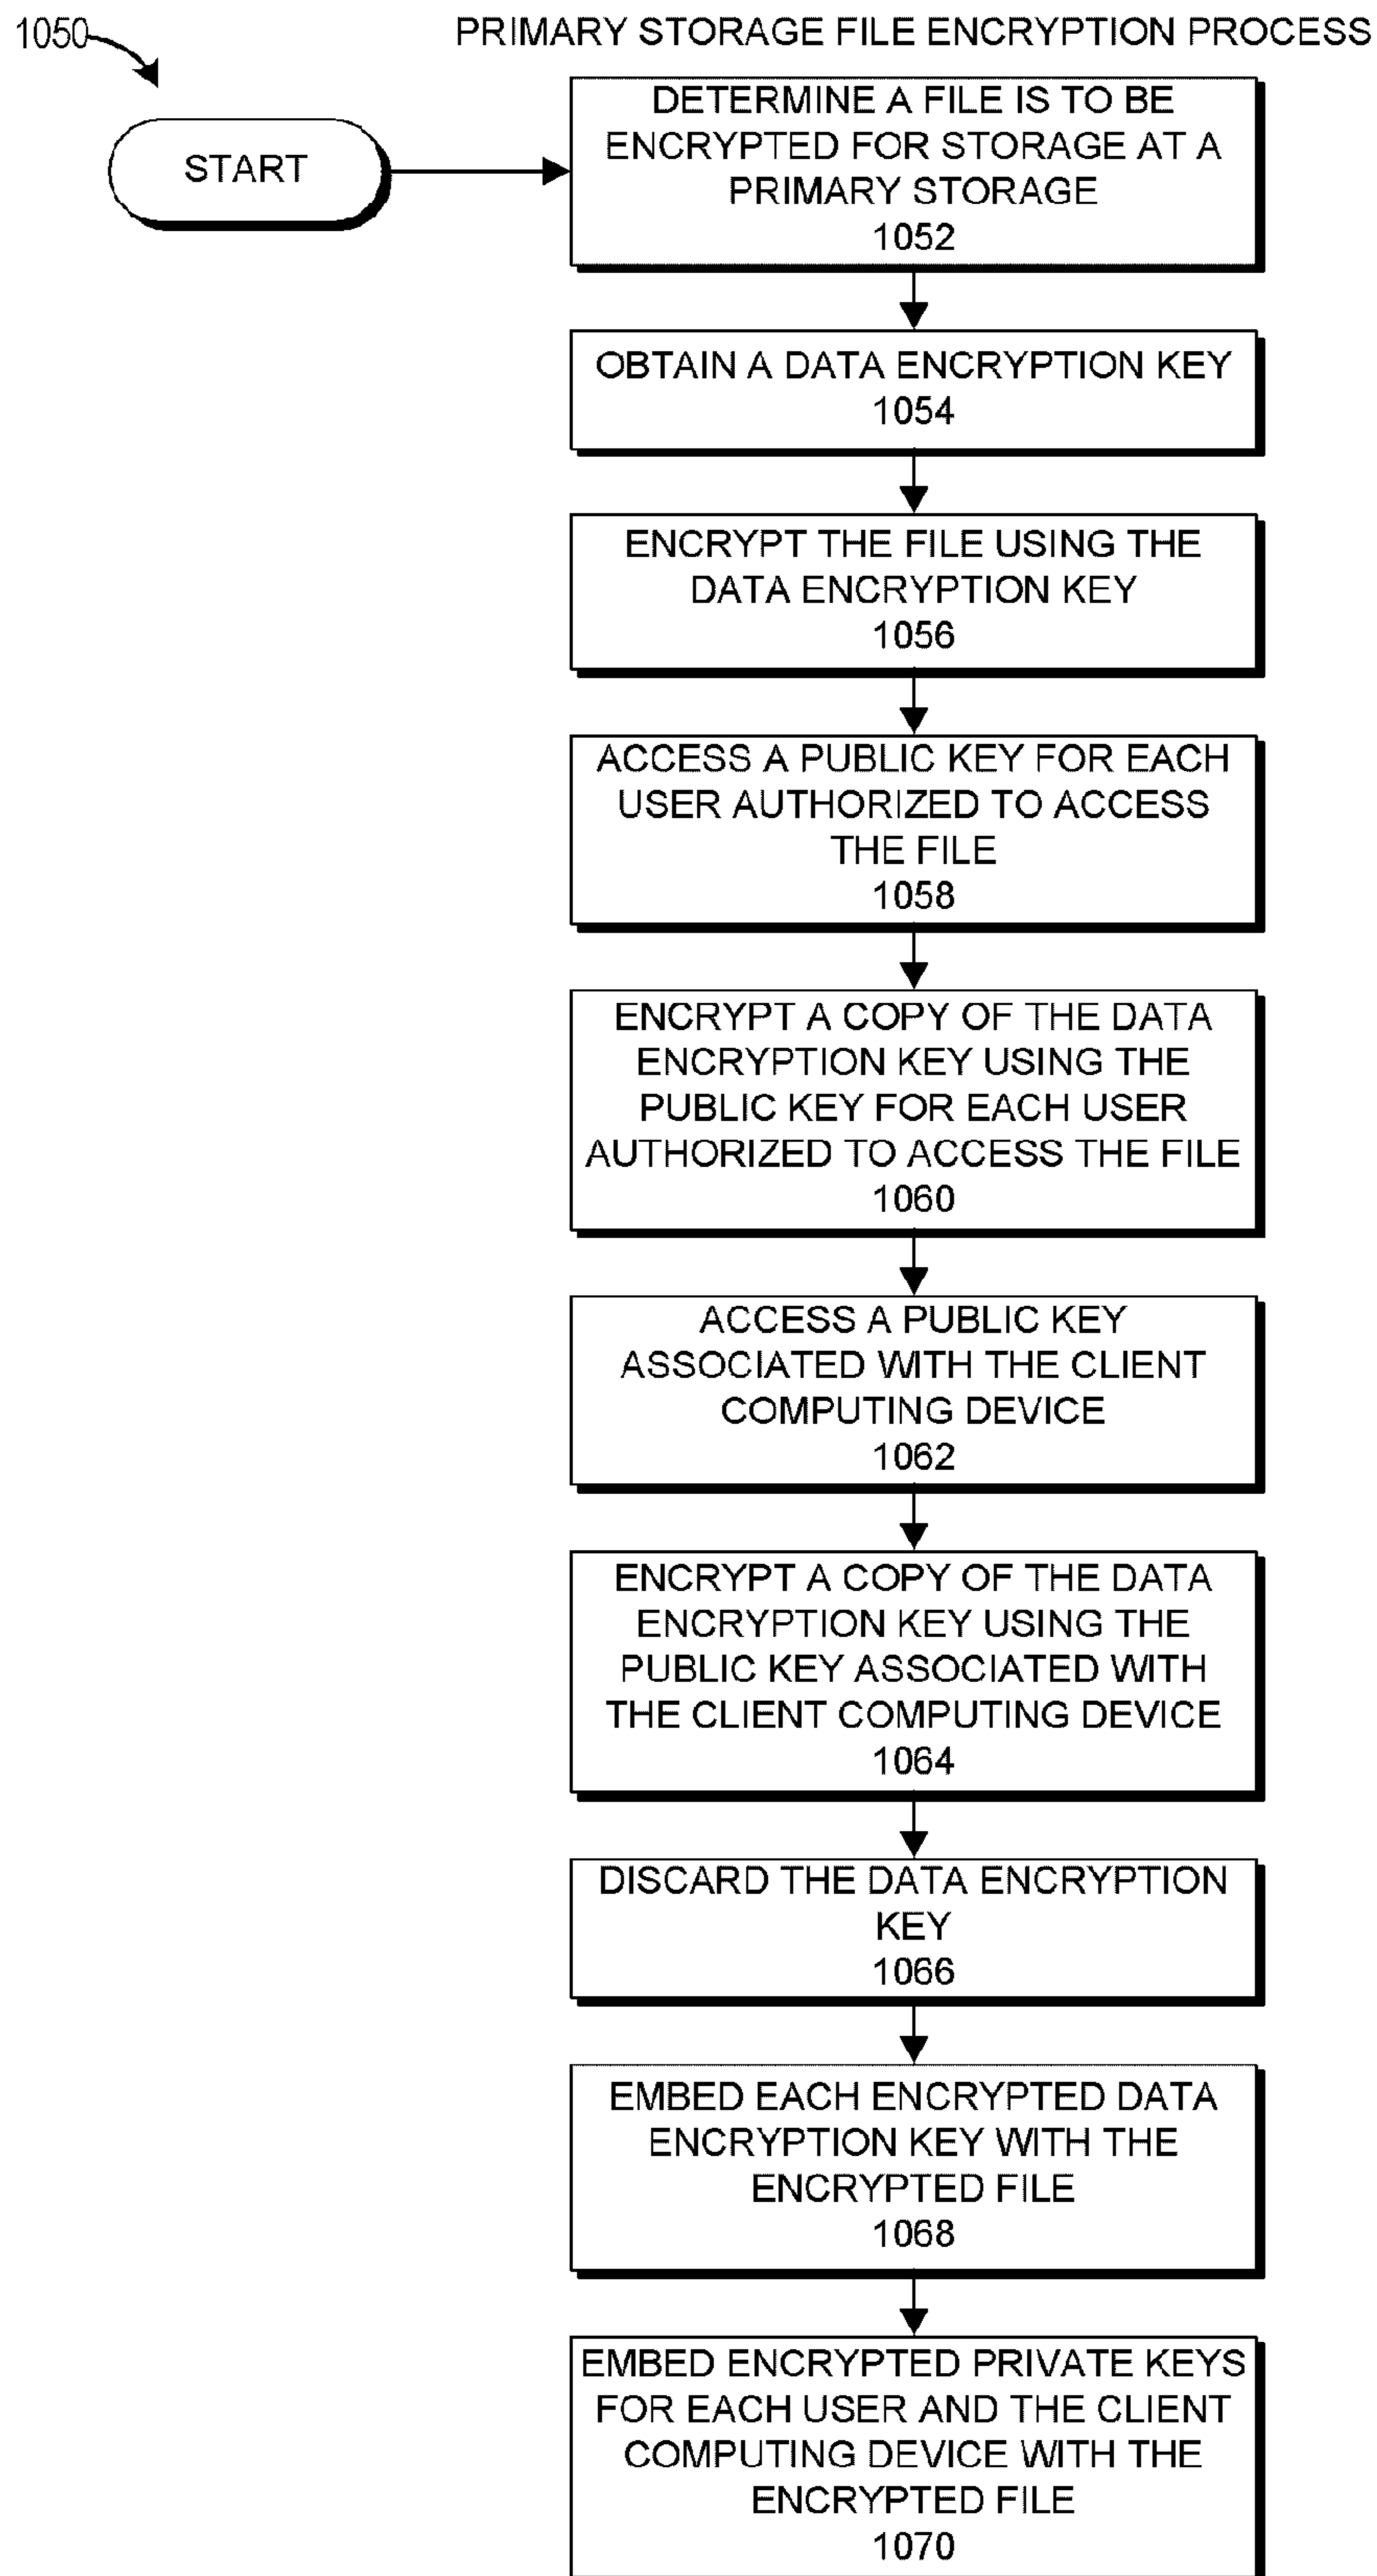 1050
PRIMARY STORAGE FILE ENCRYPTION PROCESS
START
DETERMINE A FILE IS TO BE
ENCRYPTED FOR STORAGE AT A
PRIMARY STORAGE
1052
OBTAIN A DATA ENCRYPTION KEY
1054
ENCRYPT THE FILE USING THE
DATA ENCRYPTION KEY
1056
ACCESS A PUBLIC KEY FOR EACH
USER AUTHORIZED TO ACCESS
THE FILE
1058
ENCRYPT A COPY OF THE DATA
ENCRYPTION KEY USING THE
PUBLIC KEY FOR EACH USER
AUTHORIZED TO ACCESS THE FILE
1060
ACCESS A PUBLIC KEY
ASSOCIATED WITH THE CLIENT
COMPUTING DEVICE
1062
ENCRYPT A COPY OF THE DATA
ENCRYPTION KEY USING THE
PUBLIC KEY ASSOCIATED WITH
THE CLIENT COMPUTING DEVICE
1064
DISCARD THE DATA ENCRYPTION
KEY
1066
EMBED EACH ENCRYPTED DATA
ENCRYPTION KEY WITH THE
ENCRYPTED FILE
1068
EMBED ENCRYPTED PRIVATE KEYS
FOR EACH USER AND THE CLIENT
COMPUTING DEVICE WITH THE
ENCRYPTED FILE
1070